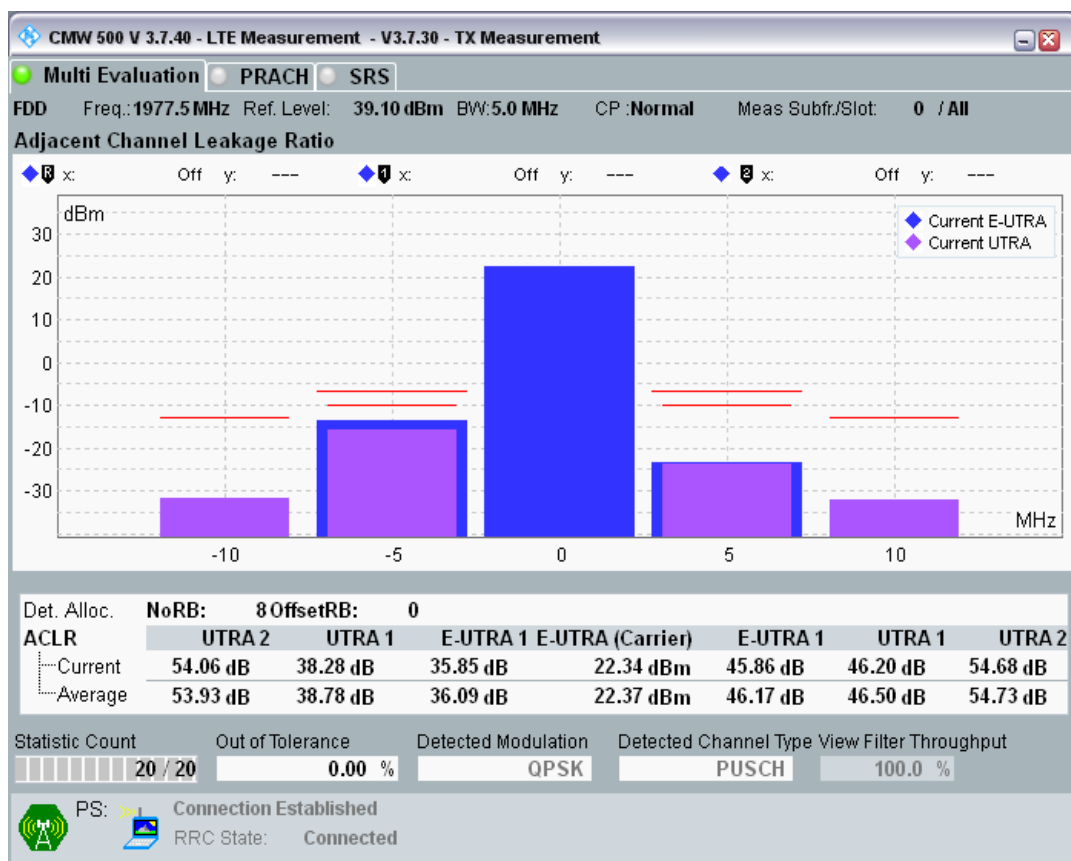 CMW 500 V 3.7.40 - LTE Measurement - V3.7.30 - TX Measurement
Multi Evaluation PRACH SRS
FDD Freq.: 1977.5 MHz Ref. Level: 39.10 dBm BW: 5.0 MHz CP : Normal Meas Subfr./Slot: 0 / All
Adjacent Channel Leakage Ratio
R x: Off y: --- 1 x: Off y: --- 2 x: Off y: ---
dBm
Current E-UTRA
Current UTRA
30
20
10
0
-10
-20
-30
MHz
-10 -5 0 5 10
Det. Alloc. NoRB: 8 OffsetRB: 0
ACLR UTRA 2 UTRA 1 E-UTRA 1 E-UTRA (Carrier) E-UTRA 1 UTRA 1 UTRA 2
Current 54.06 dB 38.28 dB 35.85 dB 22.34 dBm 45.86 dB 46.20 dB 54.68 dB
Average 53.93 dB 38.78 dB 36.09 dB 22.37 dBm 46.17 dB 46.50 dB 54.73 dB
Statistic Count Out of Tolerance Detected Modulation Detected Channel Type View Filter Throughput
20 / 20 0.00 % QPSK PUSCH 100.0 %
PS: Connection Established
RRC State: Connected